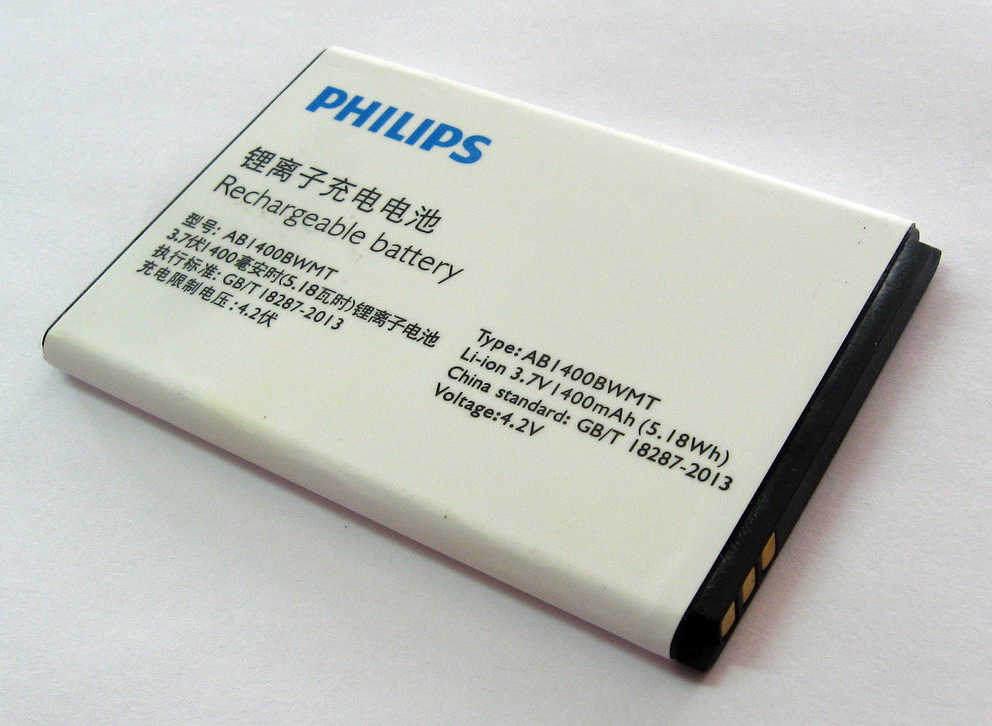 PHILIPS
锂离子充电电池
Rechargeable battery
型号: AB1400BWMT
3.7伏1400毫安时(5.18瓦时)锂离子电池
执行标准: GB/T18287-2013
充电限制电压:4.2伏
Type: AB1400BWMT
Li-ion 3.7V1400mAh (5.18Wh)
China standard: GB/T 18287-2013
Voltage:4.2V